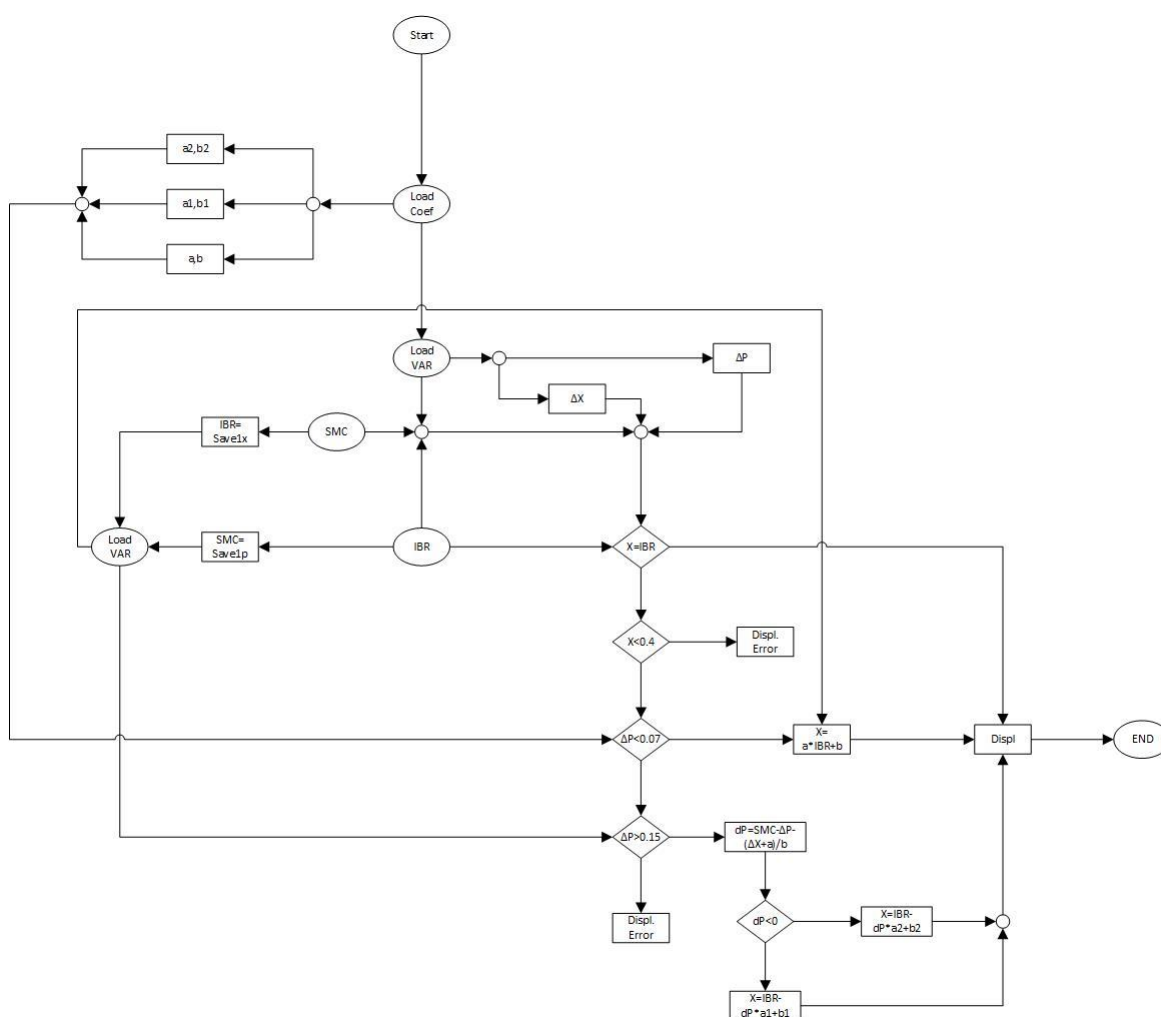 Start
a2,b2
Load
Coef
a1,b1
a,b
Load
VAR
ΔP
ΔX
IBR=
Save1x
SMC
Load
VAR
SMC=
Save1p
IBR
X=IBR
X<0.4
Displ.
Error
ΔP<0.07
X=
a*IBR+b
Displ
END
ΔP>0.15
dP=SMC-ΔP-
(ΔX+a)/b
Displ.
Error
dP<0
X=IBR-
dP*a2+b2
X=IBR-
dP*a1+b1